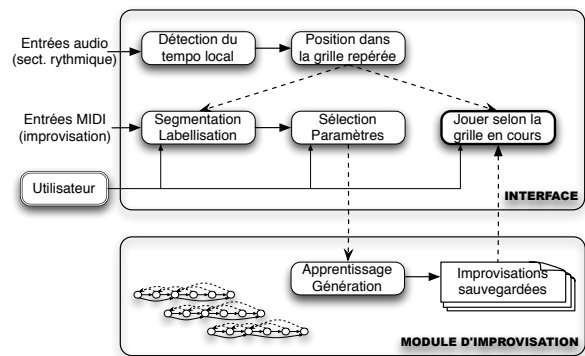 Entrées audio
(sect. rythmique)
Détection du
tempo local
Position dans
la grille repérée
Entrées MIDI
(improvisation)
Segmentation
Labellisation
Sélection
Paramètres
Jouer selon la
grille en cours
Utilisateur
INTERFACE
Apprentissage
Génération
Improvisations
sauvegardées
MODULE D'IMPROVISATION